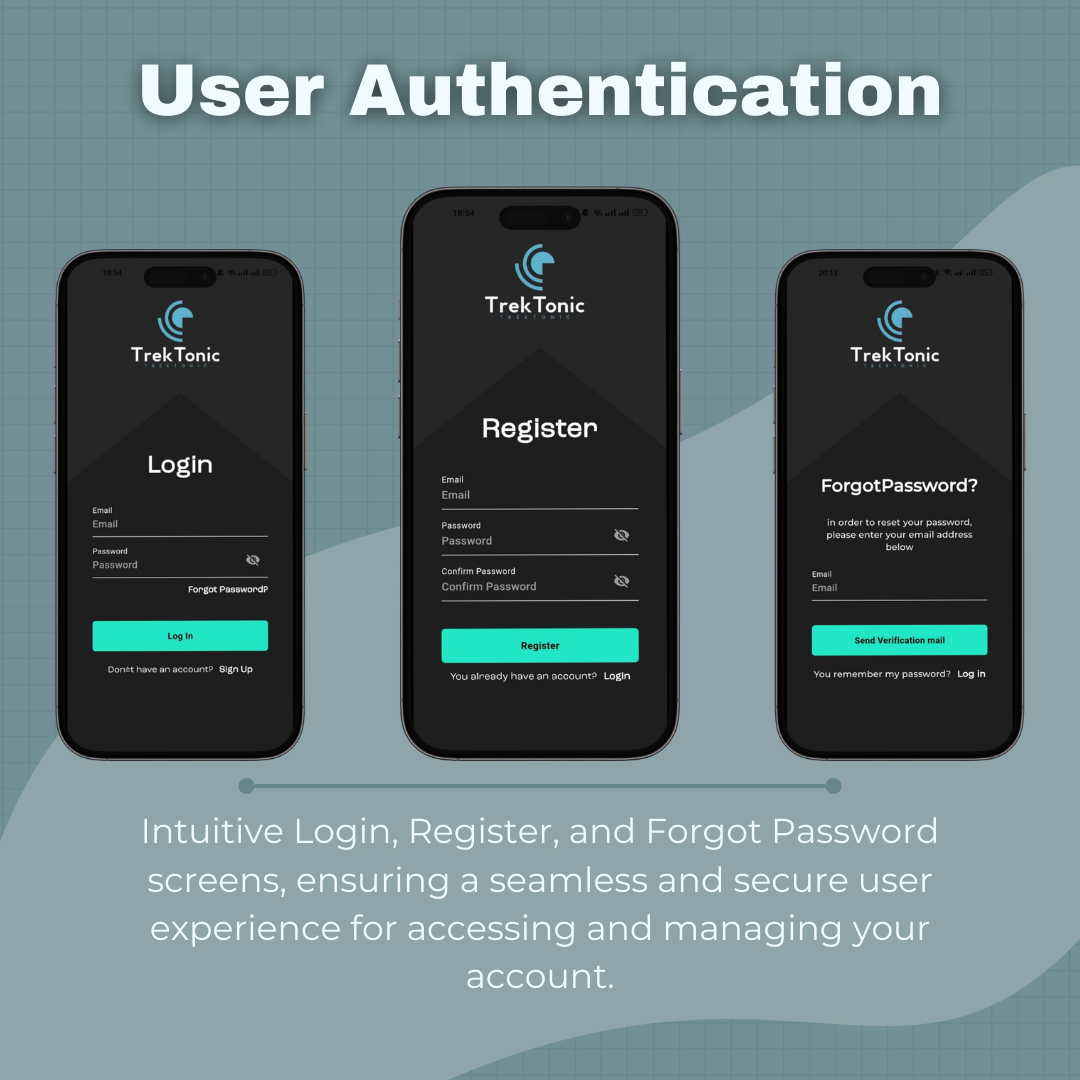 User Authentication
18:54
TrekTonic
TREKTONIC
Login
Email
Email
Password
Password
Forgot Password?
Log In
Don't have an account? Sign Up
18:54
TrekTonic
TREKTONIC
Register
Email
Email
Password
Password
Confirm Password
Confirm Password
Register
You already have an account? Login
20:12
TrekTonic
TREKTONIC
ForgotPassword?
in order to reset your password,
please enter your email address
below
Email
Email
Send Verification mail
You remember my password? Log in
Intuitive Login, Register, and Forgot Password
screens, ensuring a seamless and secure user
experience for accessing and managing your
account.